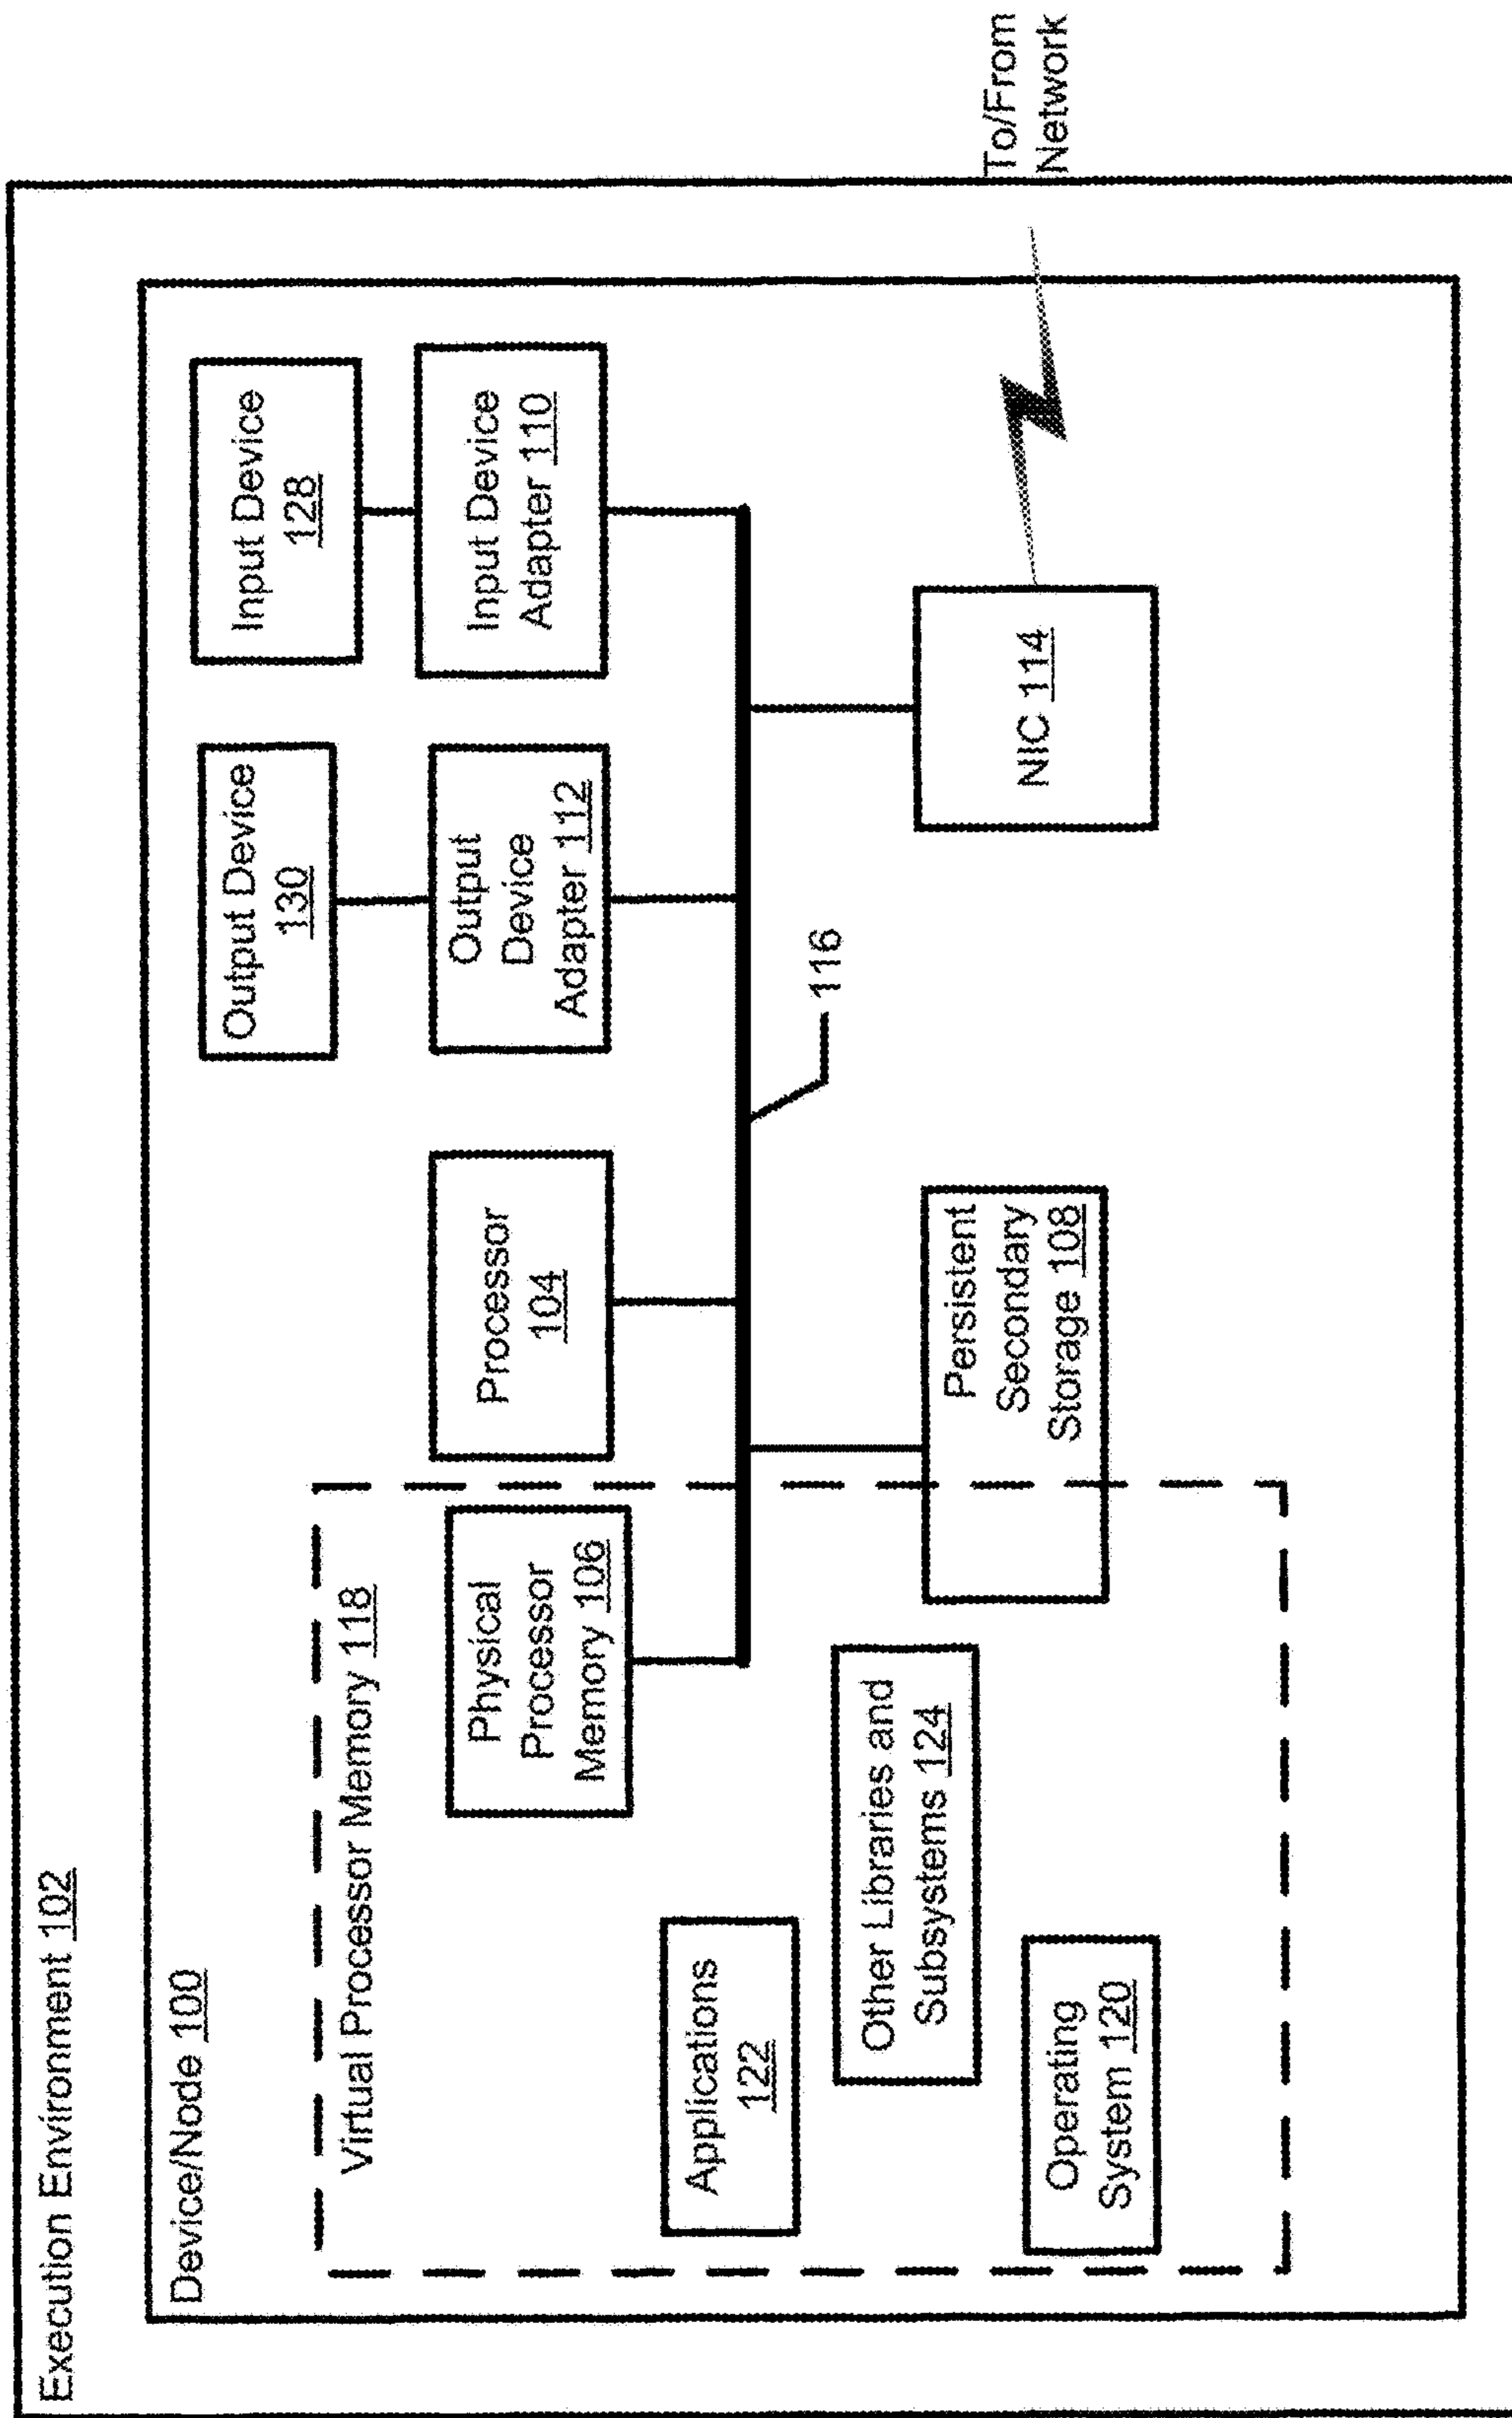 Execution Environment 102
Device/Node 100
Virtual Processor Memory 118
Physical
Processor
Memory 106
Processor
104
Output Device
130
Output
Device
Adapter 112
Input Device
128
Input Device
Adapter 110
Applications
122
Other Libraries and
Subsystems 124
Operating
System 120
Persistent
Secondary
Storage 108
116
NIC 114
To/From
Network